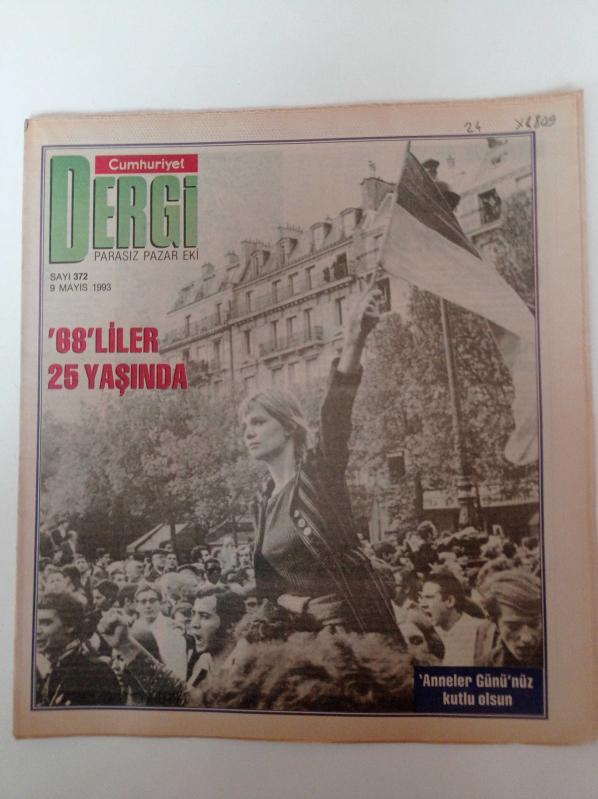 24 X6809
Cumhuriyet
DERGİ
PARASIZ PAZAR EKİ
SAYI 372
9 MAYIS 1993
'68'LİLER
25 YAŞINDA
'Anneler Günü'nüz
kutlu olsun